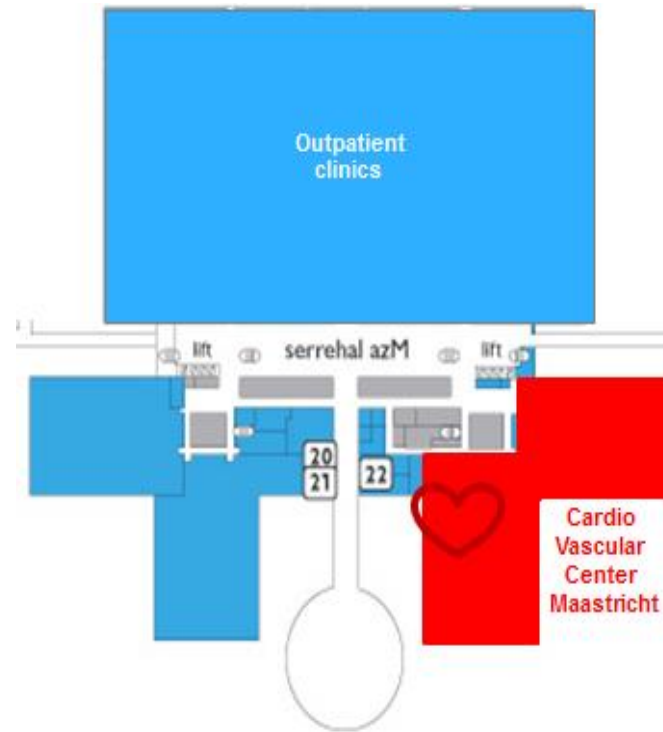 Outpatient
clinics
lift
serrehal azM
lift
20
21
22
Cardio
Vascular
Center
Maastricht